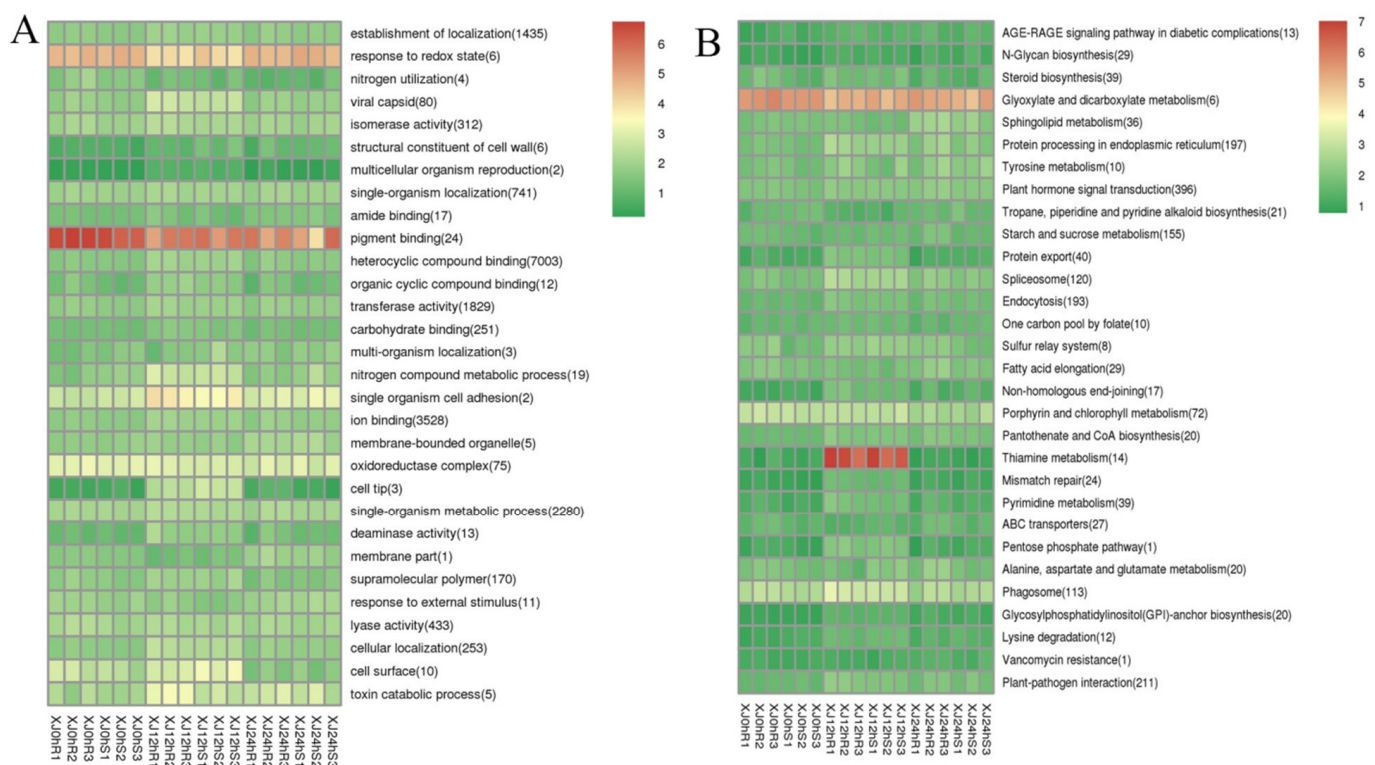 A
establishment of localization(1435)
response to redox state(6)
nitrogen utilization(4)
viral capsid(80)
isomerase activity(312)
structural constituent of cell wall(6)
multicellular organism reproduction(2)
single-organism localization(741)
amide binding(17)
pigment binding(24)
heterocyclic compound binding(7003)
organic cyclic compound binding(12)
transferase activity(1829)
carbohydrate binding(251)
multi-organism localization(3)
nitrogen compound metabolic process(19)
single organism cell adhesion(2)
ion binding(3528)
membrane-bounded organelle(5)
oxidoreductase complex(75)
cell tip(3)
single-organism metabolic process(2280)
deaminase activity(13)
membrane part(1)
supramolecular polymer(170)
response to external stimulus(11)
lyase activity(433)
cellular localization(253)
cell surface(10)
toxin catabolic process(5)
6
5
4
3
2
1
XJ0hR1
XJ0hR2
XJ0hR3
XJ0hS1
XJ0hS2
XJ0hS3
XJ12hR1
XJ12hR2
XJ12hR3
XJ12hS1
XJ12hS2
XJ12hS3
XJ24hR1
XJ24hR2
XJ24hR3
XJ24hS1
XJ24hS2
XJ24hS3
B
AGE-RAGE signaling pathway in diabetic complications(13)
N-Glycan biosynthesis(29)
Steroid biosynthesis(39)
Glyoxylate and dicarboxylate metabolism(6)
Sphingolipid metabolism(36)
Protein processing in endoplasmic reticulum(197)
Tyrosine metabolism(10)
Plant hormone signal transduction(396)
Tropane, piperidine and pyridine alkaloid biosynthesis(21)
Starch and sucrose metabolism(155)
Protein export(40)
Spliceosome(120)
Endocytosis(193)
One carbon pool by folate(10)
Sulfur relay system(8)
Fatty acid elongation(29)
Non-homologous end-joining(17)
Porphyrin and chlorophyll metabolism(72)
Pantothenate and CoA biosynthesis(20)
Thiamine metabolism(14)
Mismatch repair(24)
Pyrimidine metabolism(39)
ABC transporters(27)
Pentose phosphate pathway(1)
Alanine, aspartate and glutamate metabolism(20)
Phagosome(113)
Glycosylphosphatidylinositol(GPI)-anchor biosynthesis(20)
Lysine degradation(12)
Vancomycin resistance(1)
Plant-pathogen interaction(211)
7
6
5
4
3
2
1
XJ0hR1
XJ0hR2
XJ0hR3
XJ0hS1
XJ0hS2
XJ0hS3
XJ12hR1
XJ12hR2
XJ12hR3
XJ12hS1
XJ12hS2
XJ12hS3
XJ24hR1
XJ24hR2
XJ24hR3
XJ24hS1
XJ24hS2
XJ24hS3